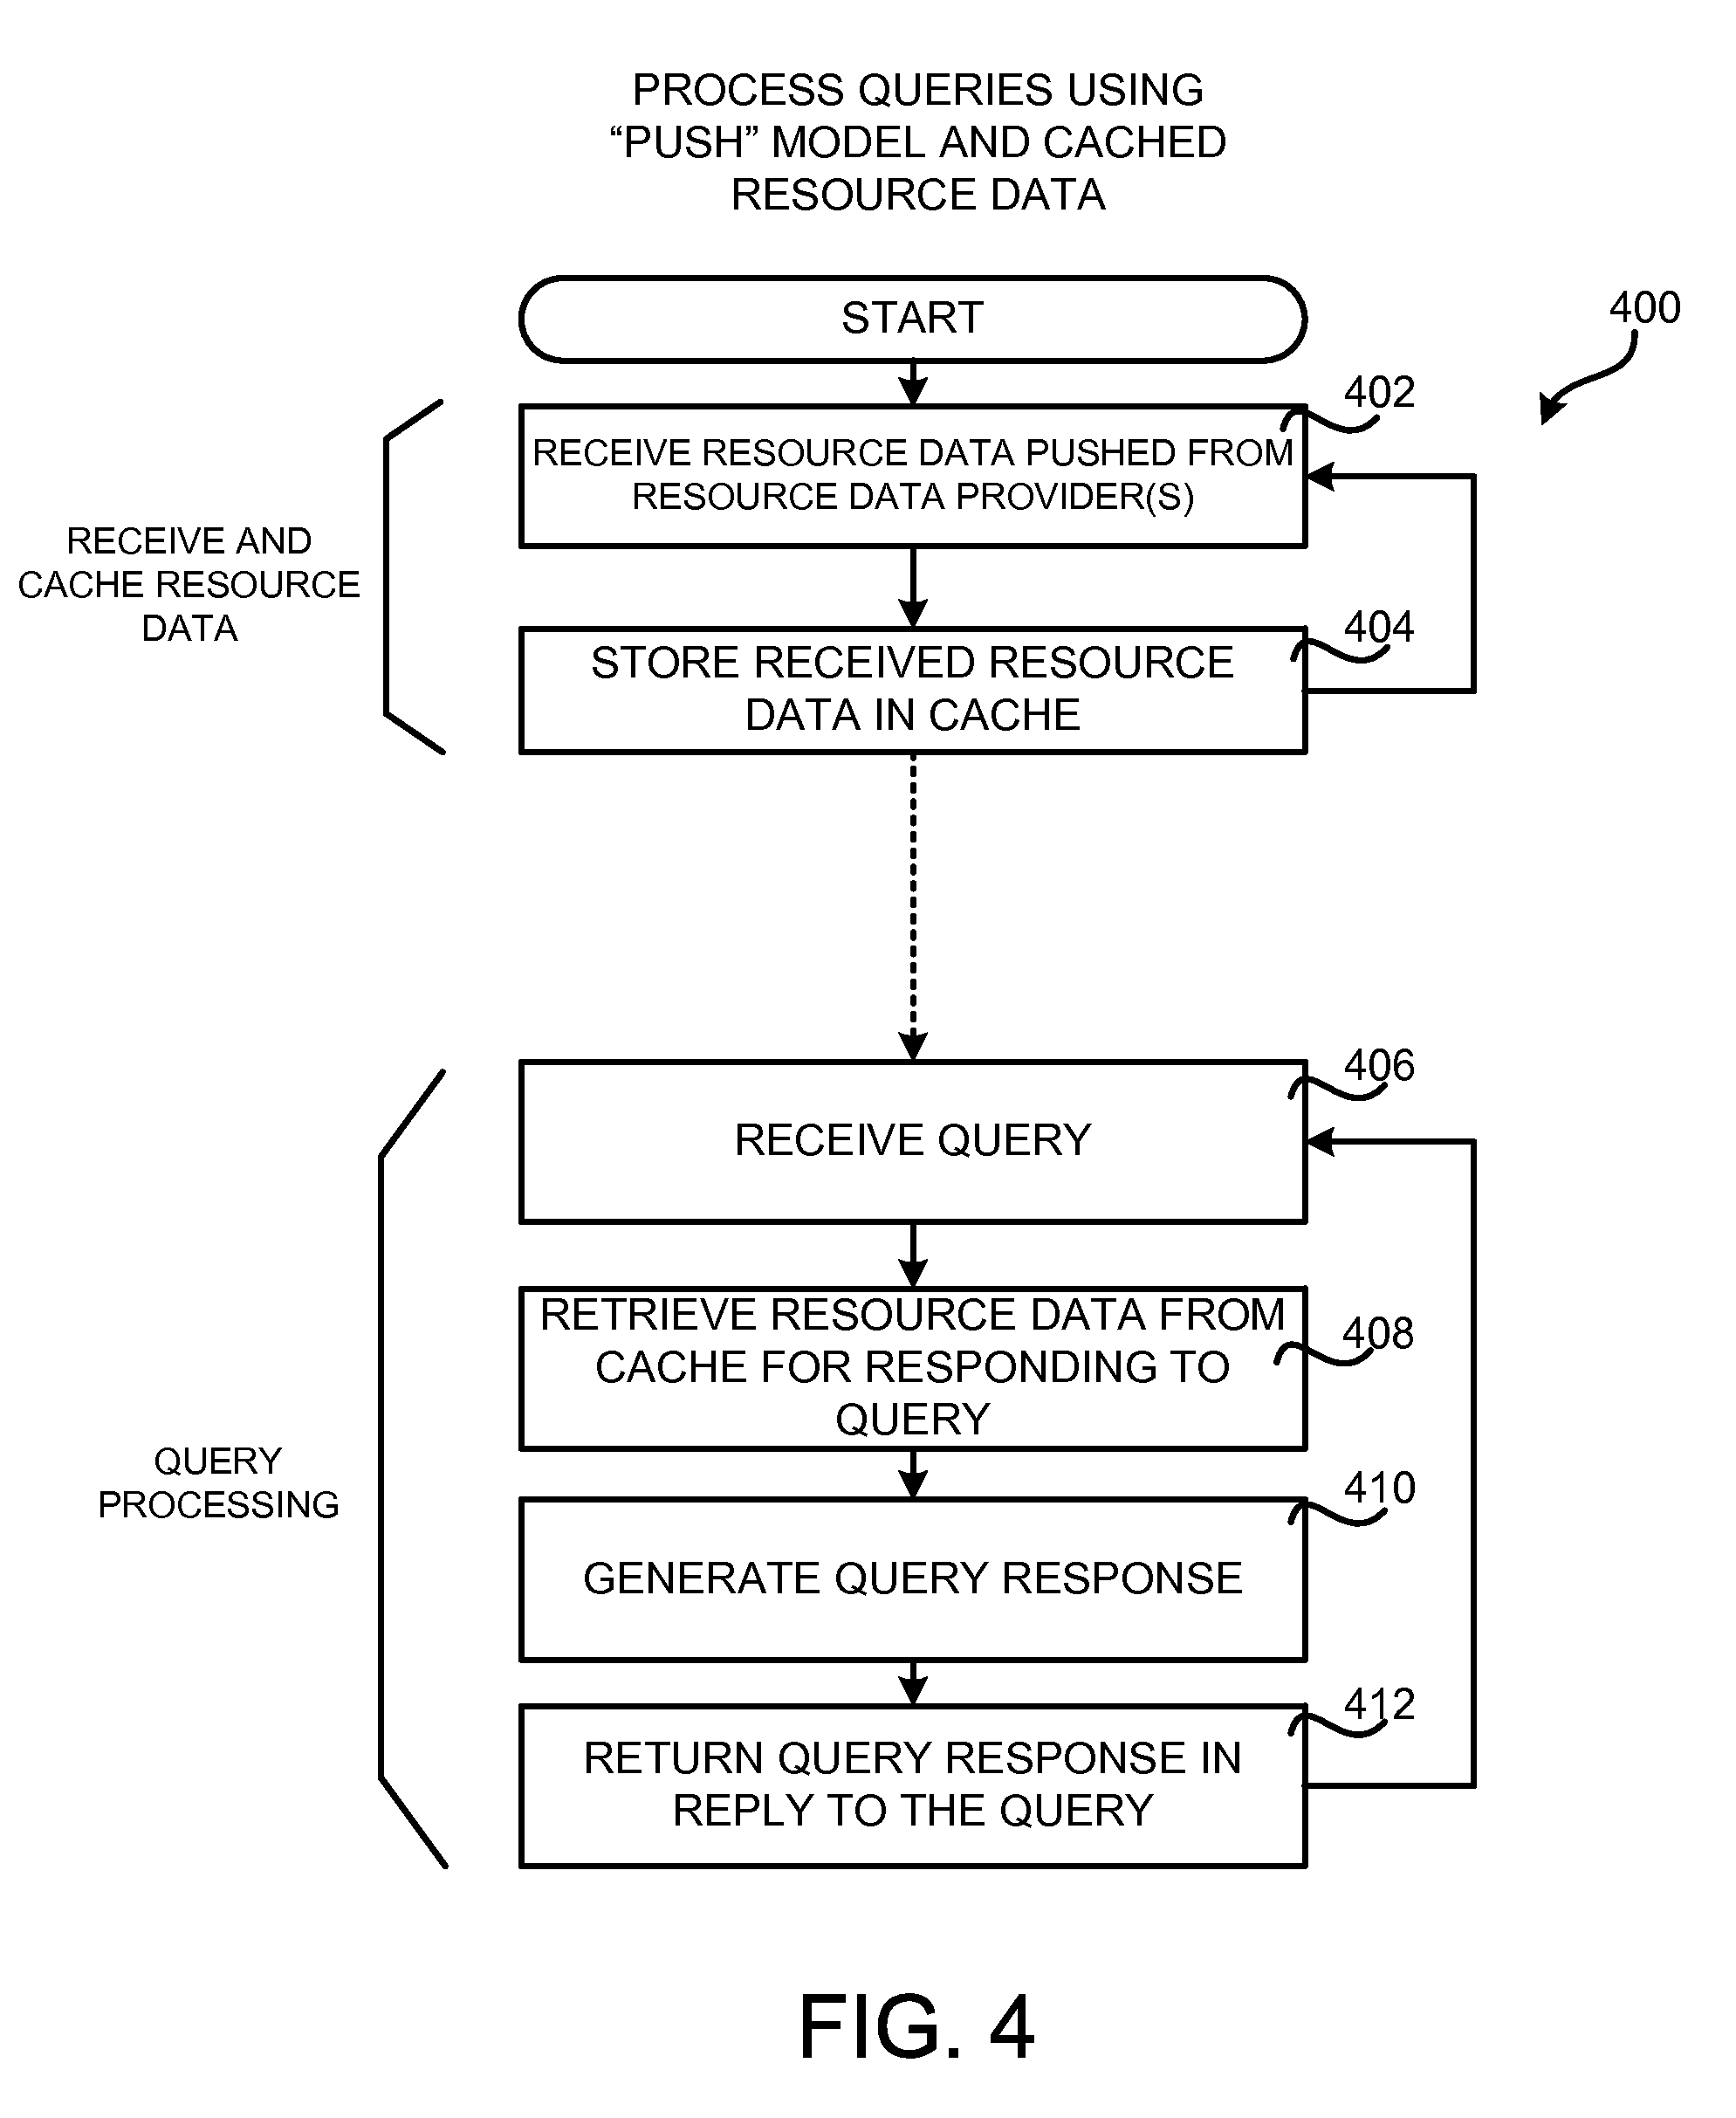 PROCESS QUERIES USING
“PUSH” MODEL AND CACHED
RESOURCE DATA
START
400
402
RECEIVE RESOURCE DATA PUSHED FROM
RESOURCE DATA PROVIDER(S)
RECEIVE AND
CACHE RESOURCE
DATA
404
STORE RECEIVED RESOURCE
DATA IN CACHE
406
RECEIVE QUERY
RETRIEVE RESOURCE DATA FROM
CACHE FOR RESPONDING TO
QUERY
408
QUERY
PROCESSING
410
GENERATE QUERY RESPONSE
412
RETURN QUERY RESPONSE IN
REPLY TO THE QUERY
FIG. 4